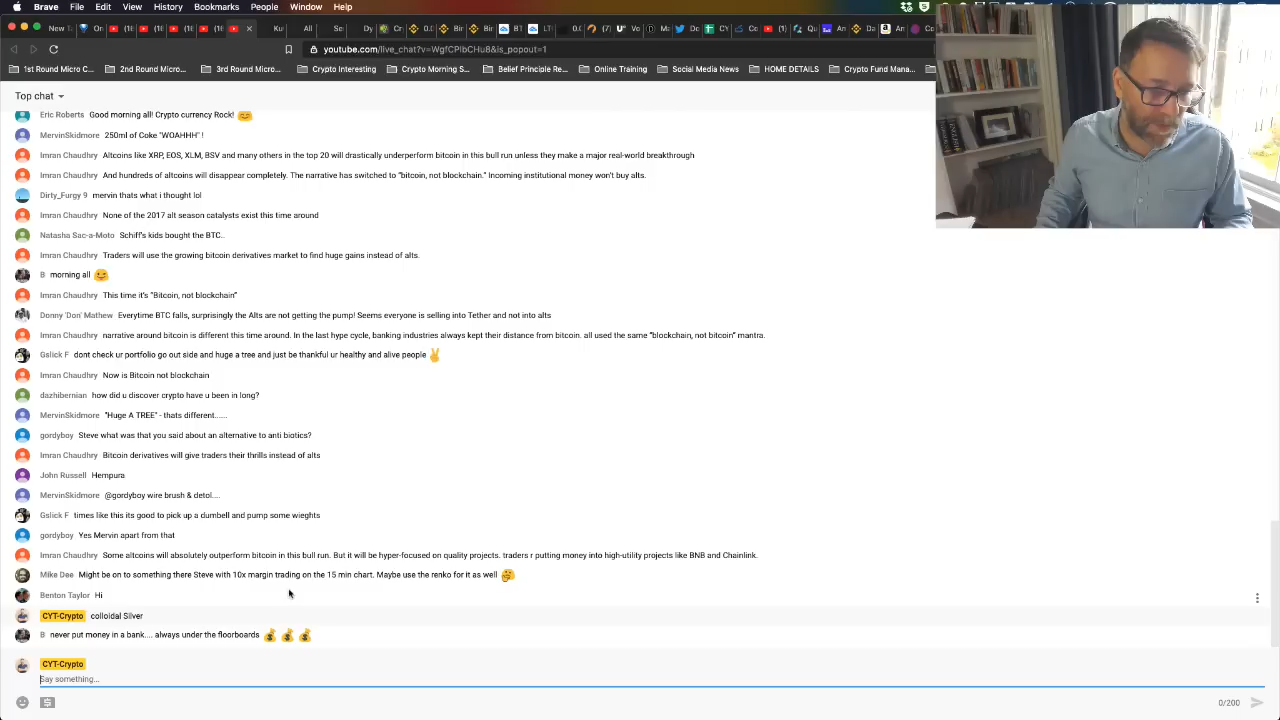 Brave File Edit View History Bookmarks People Window Help
youtube.com/live_chat?v=WgfCPlbCHu8&is_popout=1
1st Round Micro C... 2nd Round Micro... 3rd Round Micro... Crypto Interesting Crypto Morning S... Belief Principle Re... Online Training Social Media News HOME DETAILS Crypto Fund Mana...
Top chat
Eric Roberts Good morning all! Crypto currency Rock! 😊
MervinSkidmore 250ml of Coke "WOAHHH" !
Imran Chaudhry Altcoins like XRP, EOS, XLM, BSV and many others in the top 20 will drastically underperform bitcoin in this bull run unless they make a major real-world breakthrough
Imran Chaudhry And hundreds of altcoins will disappear completely. The narrative has switched to "bitcoin, not blockchain." Incoming institutional money won't buy alts.
Dirty_Furgy 9 mervin thats what i thought lol
Imran Chaudhry None of the 2017 alt season catalysts exist this time around
Natasha Sac-a-Moto Schiff's kids bought the BTC..
Imran Chaudhry Traders will use the growing bitcoin derivatives market to find huge gains instead of alts.
B morning all 😛
Imran Chaudhry This time it's "Bitcoin, not blockchain"
Donny 'Don' Mathew Everytime BTC falls, surprisingly the Alts are not getting the pump! Seems everyone is selling into Tether and not into alts
Imran Chaudhry narrative around bitcoin is different this time around. In the last hype cycle, banking industries always kept their distance from bitcoin. all used the same "blockchain, not bitcoin" mantra.
Gslick F dont check ur portfolio go out side and huge a tree and just be thankful ur healthy and alive people ✌
Imran Chaudhry Now is Bitcoin not blockchain
dazhibernian how did u discover crypto have u been in long?
MervinSkidmore "Huge A TREE" - thats different......
gordyboy Steve what was that you said about an alternative to anti biotics?
Imran Chaudhry Bitcoin derivatives will give traders their thrills instead of alts
John Russell Hempura
MervinSkidmore @gordyboy wire brush & detol....
Gslick F times like this its good to pick up a dumbell and pump some wieghts
gordyboy Yes Mervin apart from that
Imran Chaudhry Some altcoins will absolutely outperform bitcoin in this bull run. But it will be hyper-focused on quality projects. traders r putting money into high-utility projects like BNB and Chainlink.
Mike Dee Might be on to something there Steve with 10x margin trading on the 15 min chart. Maybe use the renko for it as well 🤔
Benton Taylor Hi
CYT-Crypto colloidal Silver
B never put money in a bank.... always under the floorboards 💰 💰 💰
CYT-Crypto
Say something...
0/200